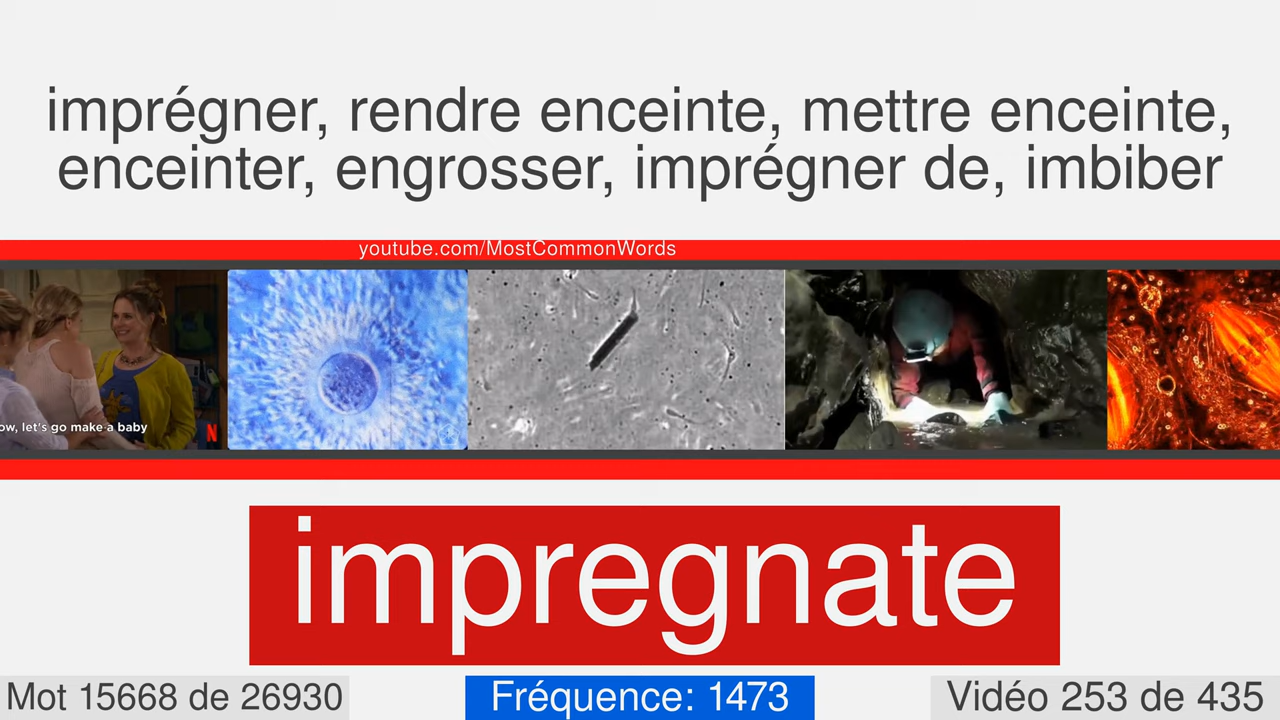 imprégner, rendre enceinte, mettre enceinte,
enceinter, engrosser, imprégner de, imbiber
youtube.com/MostCommonWords
ow, let's go make a baby
N
impregnate
Mot 15668 de 26930
Fréquence: 1473
Vidéo 253 de 435